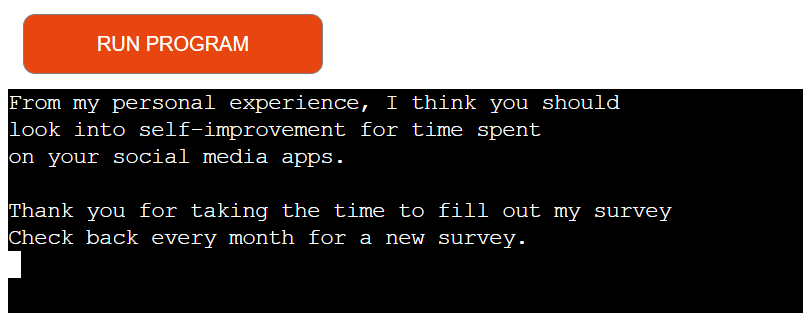 RUN PROGRAM
From my personal experience, I think you should
look into self-improvement for time spent
on your social media apps.
Thank you for taking the time to fill out my survey
Check back every month for a new survey.